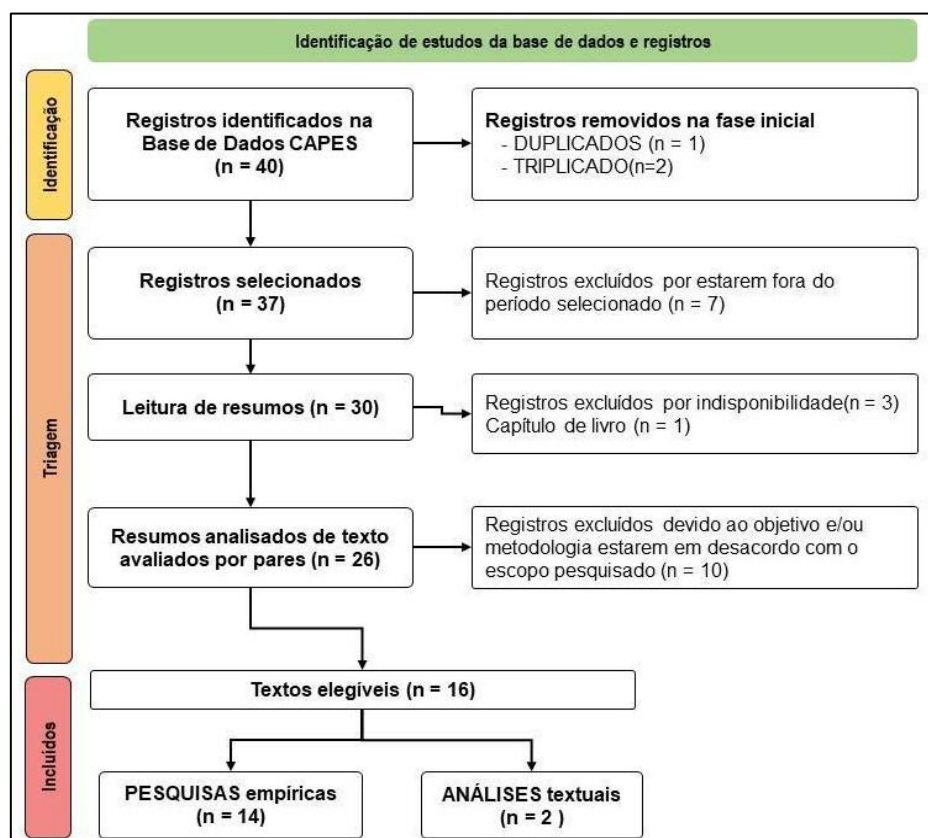 Identificação de estudos da base de dados e registros
Identificação
Registros identificados na
Base de Dados CAPES
(n = 40)
Registros removidos na fase inicial
- DUPLICADOS (n = 1)
- TRIPLICADO(n=2)
Triagem
Registros selecionados
(n = 37)
Registros excluídos por estarem fora do
período selecionado (n = 7)
Leitura de resumos (n = 30)
Registros excluídos por indisponibilidade(n = 3)
Capítulo de livro (n = 1)
Resumos analisados de texto
avaliados por pares (n = 26)
Registros excluídos devido ao objetivo e/ou
metodologia estarem em desacordo com o
escopo pesquisado (n = 10)
Incluídos
Textos elegíveis (n = 16)
PESQUISAS empíricas
(n = 14)
ANÁLISES textuais
(n = 2 )